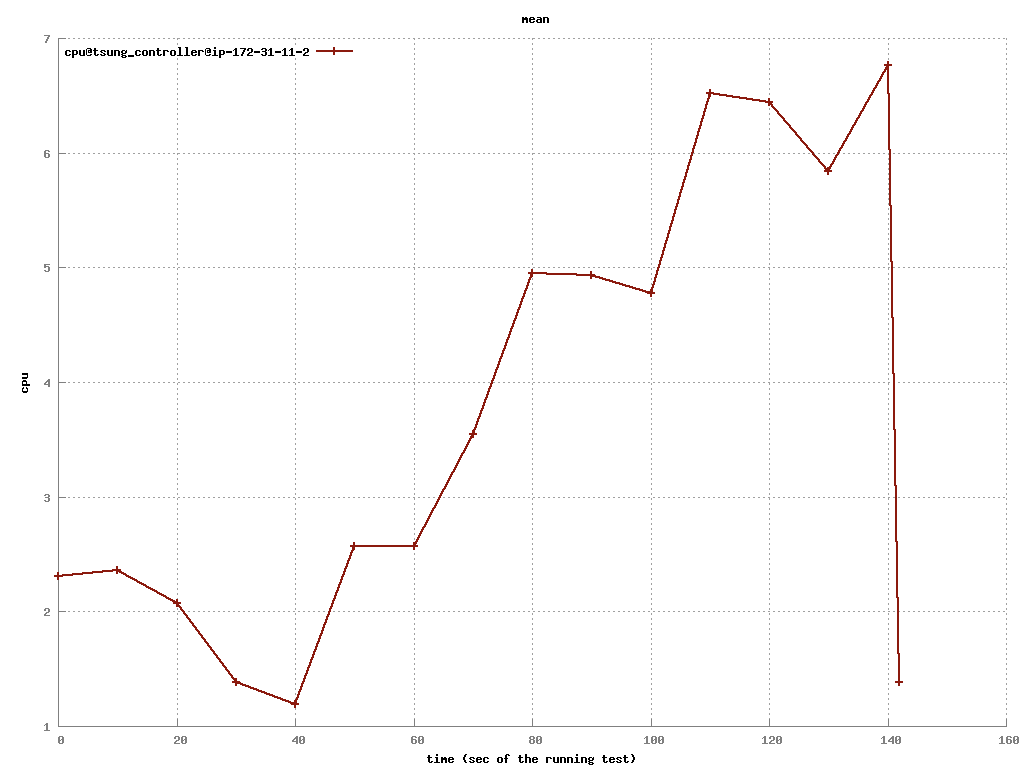 mean
7
cpu@tsung_controller@ip-172-31-11-2
6
5
cpu
4
3
2
1
0 20 40 60 80 100 120 140 160
time (sec of the running test)